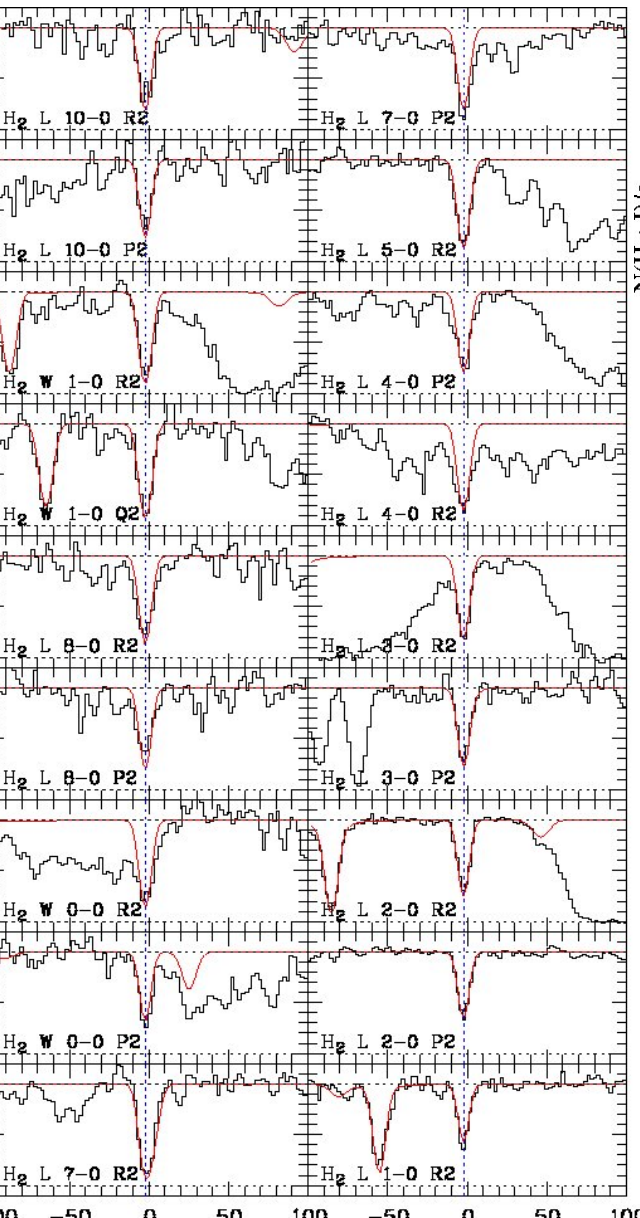 H2 L 10-0 R2
H2 L 7-0 P2
H2 L 10-0 P2
H2 L 5-0 R2
H2 W 1-0 R2
H2 L 4-0 P2
H2 W 1-0 Q2
H2 L 4-0 R2
H2 L 8-0 R2
H2 L 3-0 R2
H2 L 8-0 P2
H2 L 3-0 P2
H2 W 0-0 R2
H2 L 2-0 R2
H2 W 0-0 P2
H2 L 2-0 P2
H2 L 7-0 R2
H2 L 1-0 R2
-50 0 50 100 -50 0 50